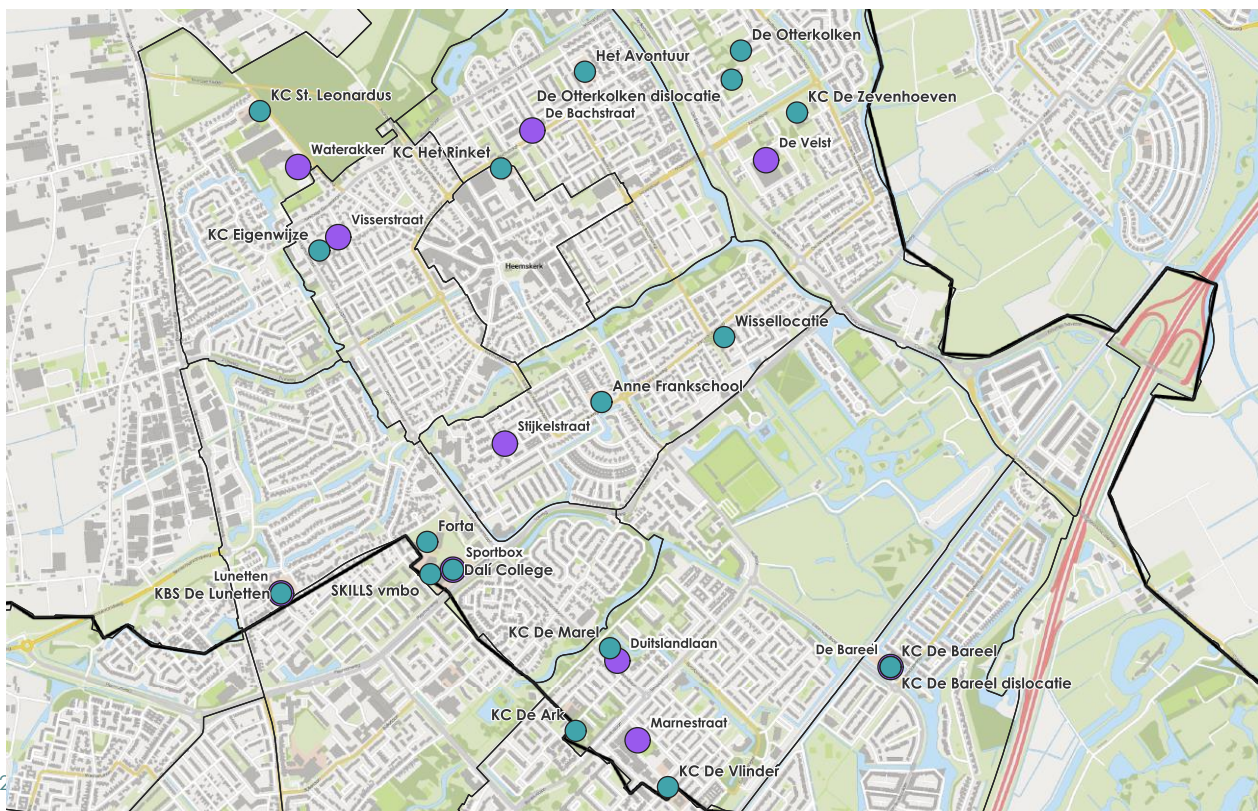 De Otterkolken
Het Avontuur
KC St. Leonardus
De Otterkolken dislocatie
KC De Zevenhoeven
De Bachstraat
Waterakker
KC Het Rinket
De Velst
Visserstraat
KC Eigenwijze
Heemskerk
Wissellocatie
Anne Frankschool
Stijkelstraat
Forta
Sportbox
Dalí College
Lunetten
KBS De Lunetten
SKILLS vmbo
KC De Marel
Duitslandlaan
De Bareel
KC De Bareel
KC De Bareel dislocatie
KC De Ark
Marnestraat
KC De Vlinder
2